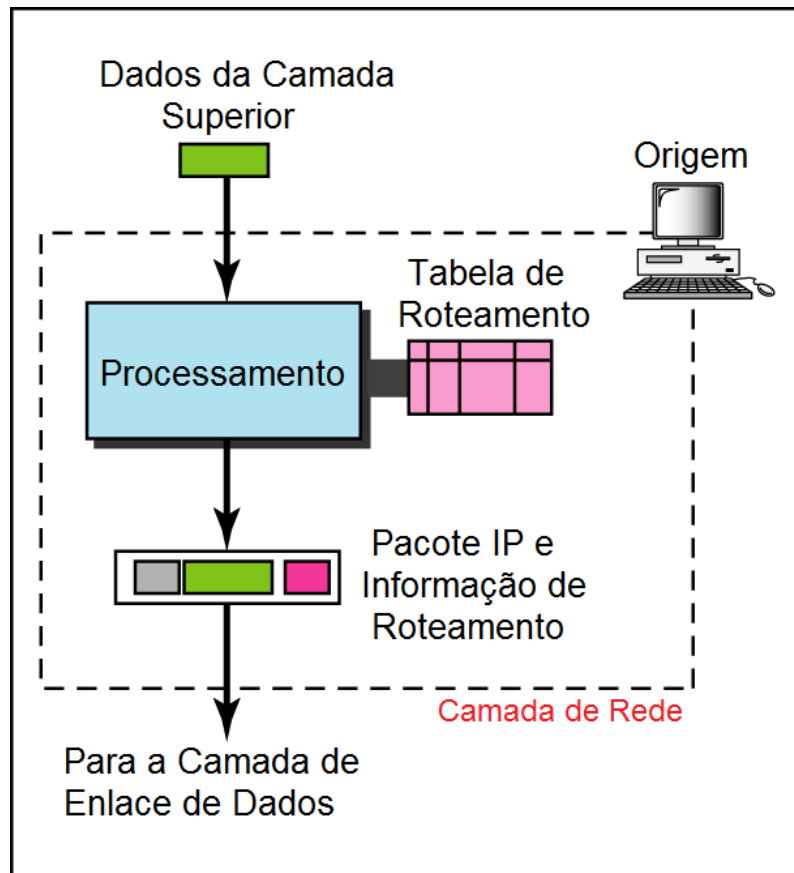 Dados da Camada
Superior
Origem
Tabela de
Roteamento
Processamento
Pacote IP e
Informação de
Roteamento
Camada de Rede
Para a Camada de
Enlace de Dados